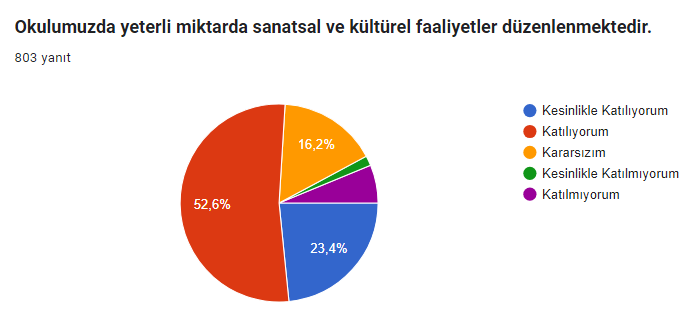 Okulumuzda yeterli miktarda sanatsal ve kültürel faaliyetler düzenlenmektedir.
803 yanıt
Kesinlikle Katılıyorum
Katılıyorum
Kararsızım
Kesinlikle Katılmıyorum
Katılmıyorum
16,2%
52,6%
23,4%